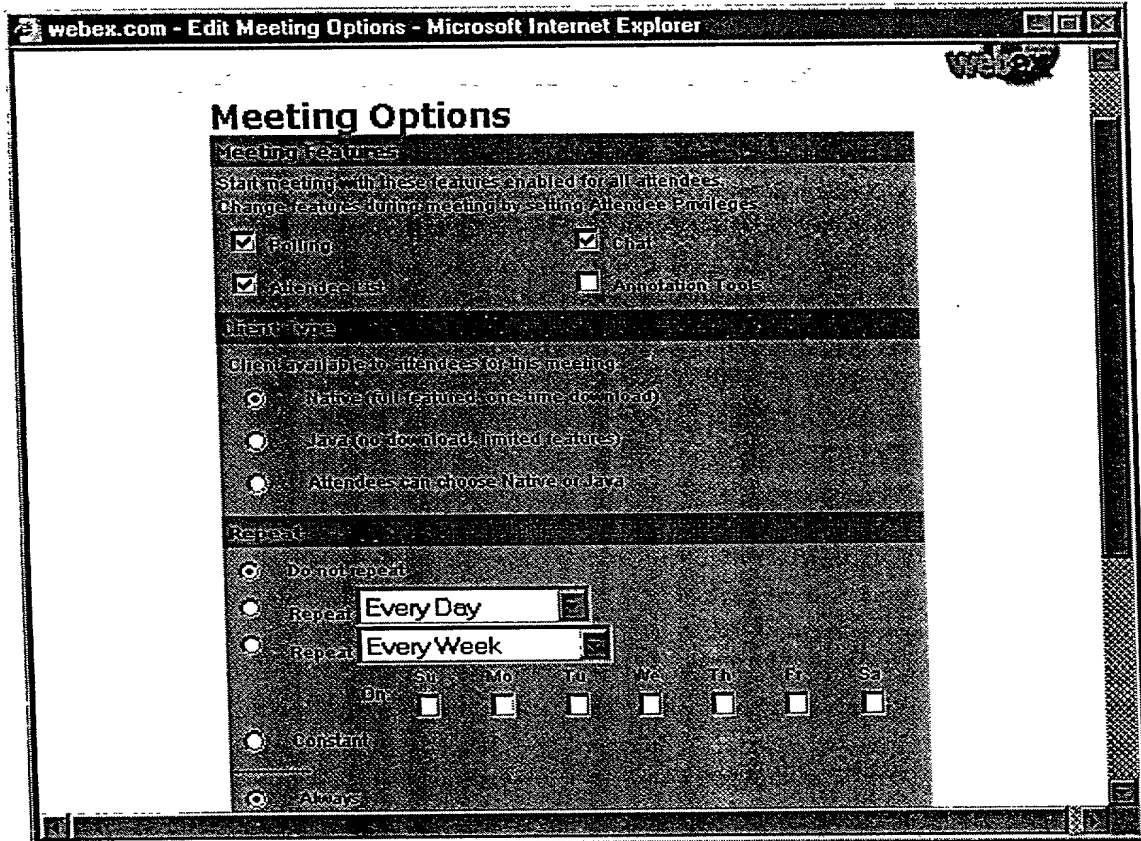 webex.com - Edit Meeting Options - Microsoft Internet Explorer
webex
Meeting Options
Meeting Features
Start meeting with these features enabled for all attendees.
Change features during meeting by setting Attendee Privileges
Polling Chat
Attendee List Annotation Tools
Client Type
Client available to attendees for this meeting:
Native (full featured, one-time download)
Java (no download, limited features)
Attendees can choose Native or Java
Repeat
Do not repeat
Repeat Every Day
Repeat Every Week
Su Mo Tu We Th Fr Sa
On:
Constant
Always